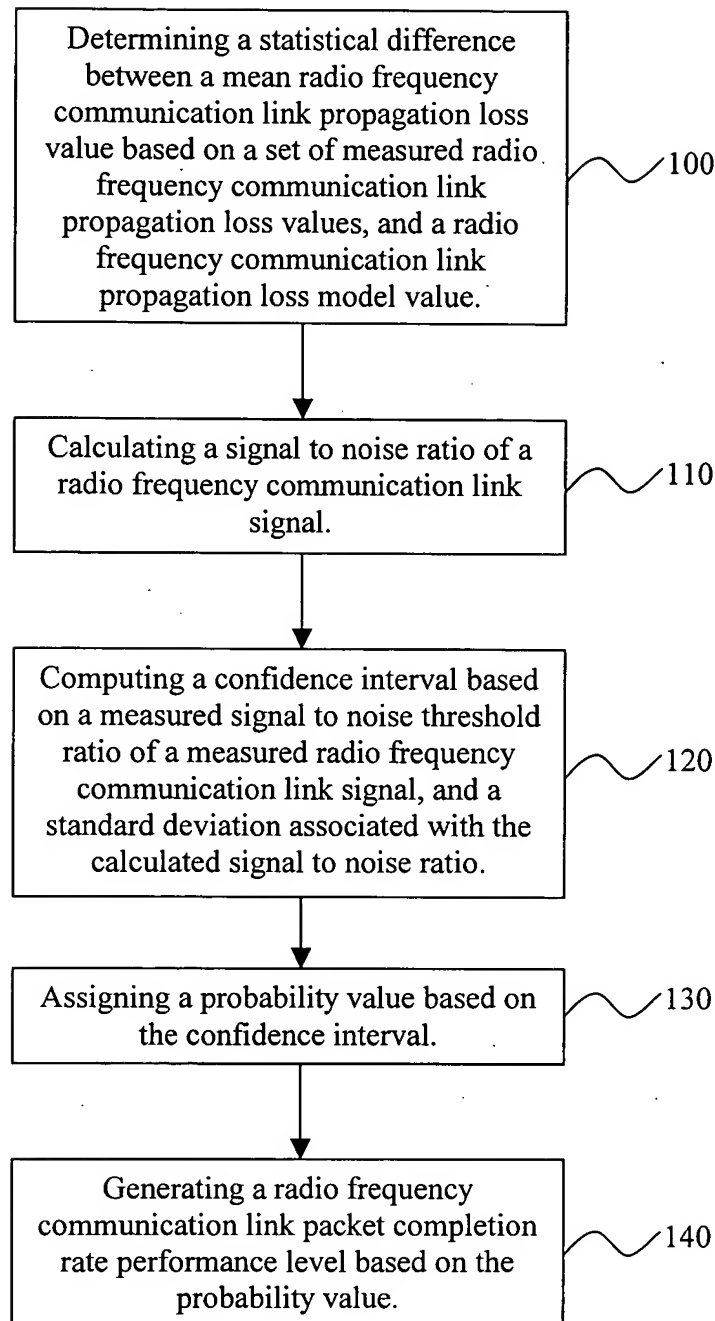 Determining a statistical difference
between a mean radio frequency
communication link propagation loss
value based on a set of measured radio
frequency communication link
propagation loss values, and a radio
frequency communication link
propagation loss model value.
100
Calculating a signal to noise ratio of a
radio frequency communication link
signal.
110
Computing a confidence interval based
on a measured signal to noise threshold
ratio of a measured radio frequency
communication link signal, and a
standard deviation associated with the
calculated signal to noise ratio.
120
Assigning a probability value based on
the confidence interval.
130
Generating a radio frequency
communication link packet completion
rate performance level based on the
probability value.
140